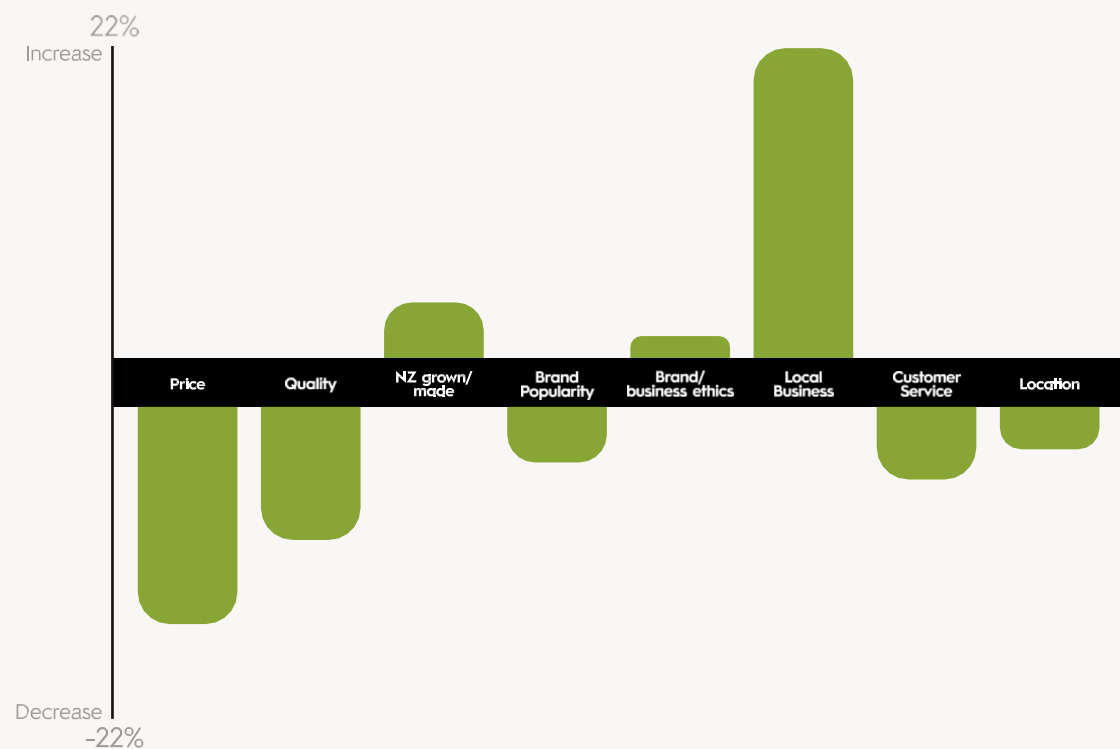 22%
Increase
Price
Quality
NZ grown/
made
Brand
Popularity
Brand/
business ethics
Local
Business
Customer
Service
Location
Decrease
-22%